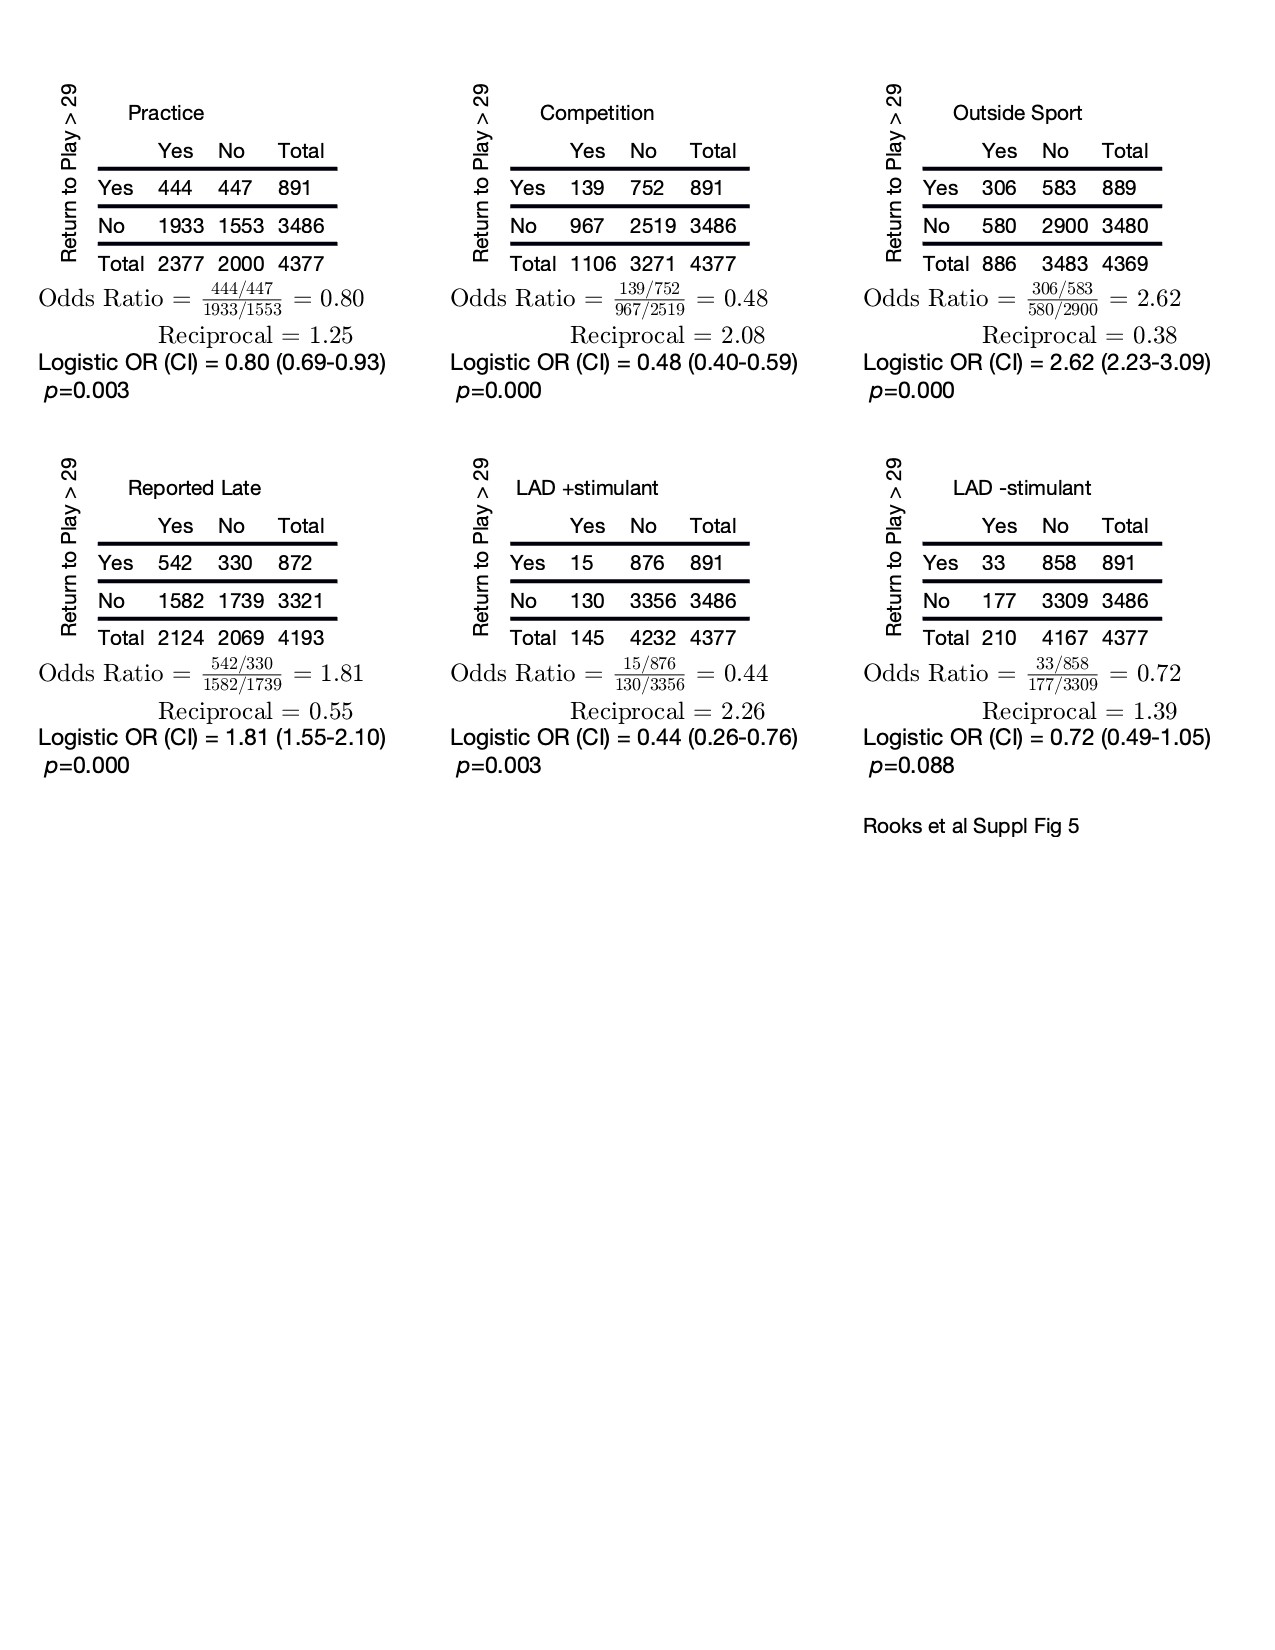 Return to Play > 29
Practice
Yes No Total
Yes 444 447 891
No 1933 1553 3486
Total 2377 2000 4377
Odds Ratio = 444/447 / 1933/1553 = 0.80
Reciprocal = 1.25
Logistic OR (CI) = 0.80 (0.69-0.93)
p=0.003
Return to Play > 29
Competition
Yes No Total
Yes 139 752 891
No 967 2519 3486
Total 1106 3271 4377
Odds Ratio = 139/752 / 967/2519 = 0.48
Reciprocal = 2.08
Logistic OR (CI) = 0.48 (0.40-0.59)
p=0.000
Return to Play > 29
Outside Sport
Yes No Total
Yes 306 583 889
No 580 2900 3480
Total 886 3483 4369
Odds Ratio = 306/583 / 580/2900 = 2.62
Reciprocal = 0.38
Logistic OR (CI) = 2.62 (2.23-3.09)
p=0.000
Return to Play > 29
Reported Late
Yes No Total
Yes 542 330 872
No 1582 1739 3321
Total 2124 2069 4193
Odds Ratio = 542/330 / 1582/1739 = 1.81
Reciprocal = 0.55
Logistic OR (CI) = 1.81 (1.55-2.10)
p=0.000
Return to Play > 29
LAD +stimulant
Yes No Total
Yes 15 876 891
No 130 3356 3486
Total 145 4232 4377
Odds Ratio = 15/876 / 130/3356 = 0.44
Reciprocal = 2.26
Logistic OR (CI) = 0.44 (0.26-0.76)
p=0.003
Return to Play > 29
LAD -stimulant
Yes No Total
Yes 33 858 891
No 177 3309 3486
Total 210 4167 4377
Odds Ratio = 33/858 / 177/3309 = 0.72
Reciprocal = 1.39
Logistic OR (CI) = 0.72 (0.49-1.05)
p=0.088
Rooks et al Suppl Fig 5